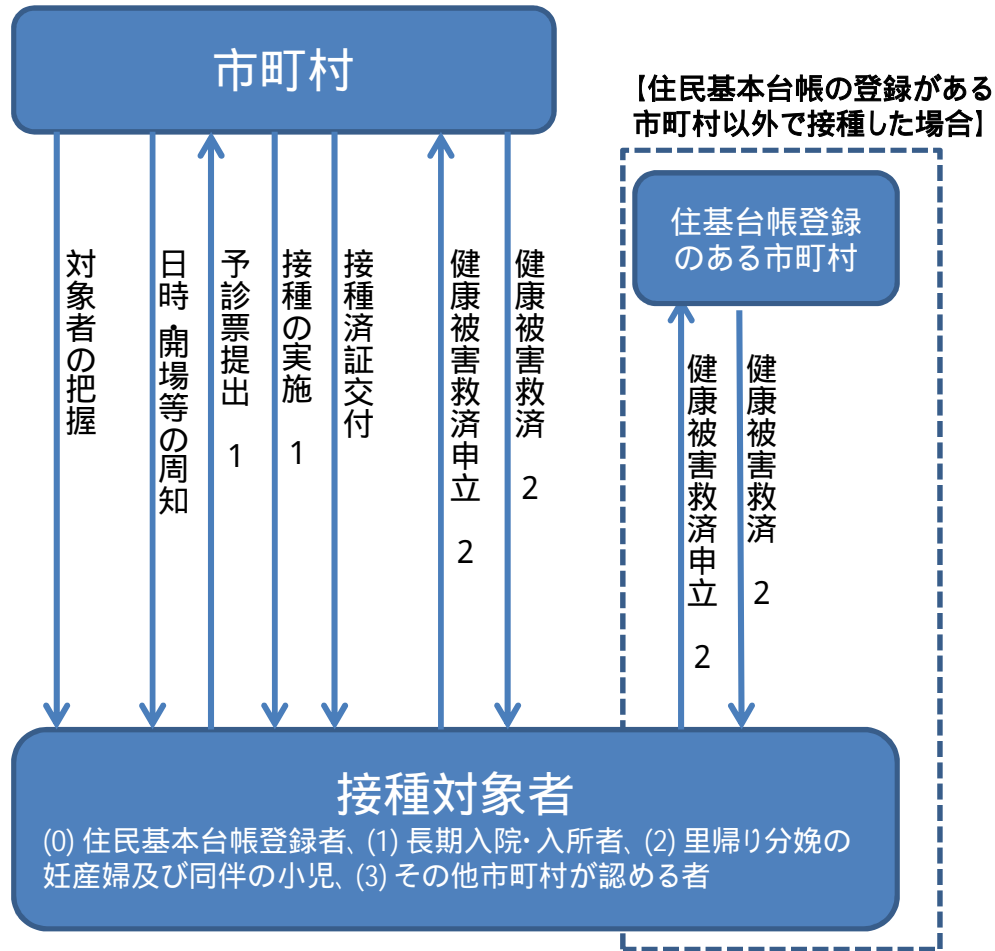 市町村
【住民基本台帳の登録がある
市町村以外で接種した場合】
住基台帳登録
のある市町村
対象者の把握
日時・開場等の周知
予診票提出 1
接種の実施 1
接種済証交付
健康被害救済申立 2
健康被害救済 2
健康被害救済申立 2
健康被害救済 2
接種対象者
(0) 住民基本台帳登録者、(1) 長期入院・入所者、(2) 里帰り分娩の
妊産婦及び同伴の小児、(3) その他市町村が認める者